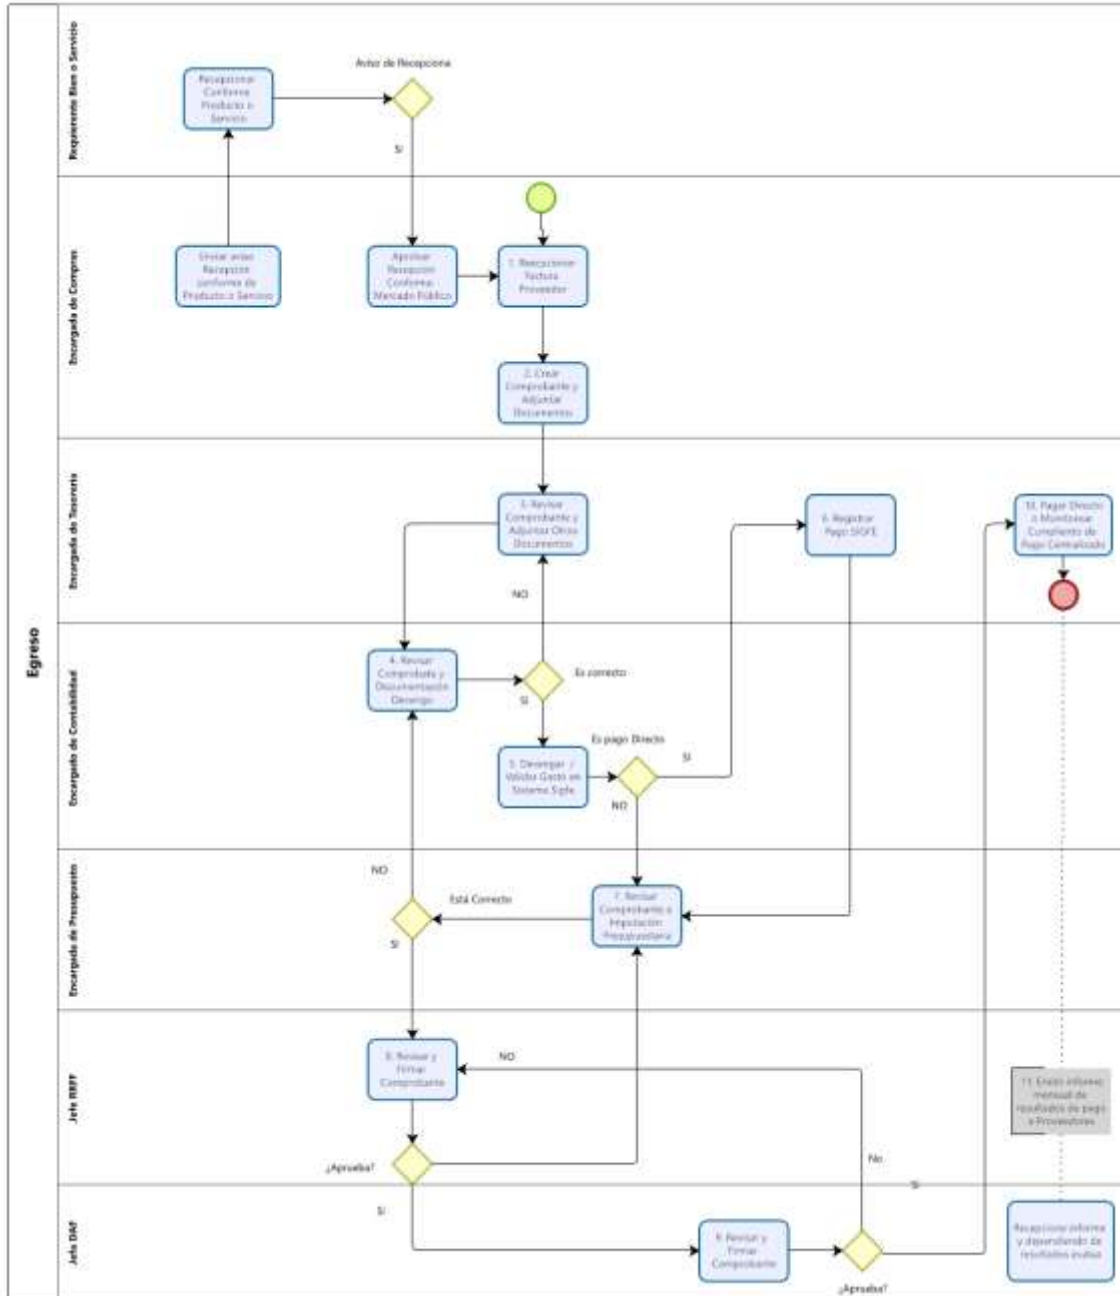 Egreso
Requirente Bien o Servicio
Aviso de Recepciona
Recepcionar
Conforme
Producto o
Servicio
SI
Encargada de Compras
Enviar aviso
Recepción
conforme de
Producto o Servicio
Aprobar
Recepción
Conforme
Mercado Público
1. Reecucionar
Factura
Proveedor
2. Crear
Comprobante y
Adjuntar
Documentos
Encargada de Tesorería
3. Revisar
Comprobante y
Adjuntar Otros
Documentos
6. Registrar
Pago SIGFE
10. Pagar Directo
o Monitorear
Cumpliento de
Pago Centralizado
NO
Encargado de Contabilidad
4. Revisar
Comprobate y
Documentación
Devengo
Es correcto
SI
Es pago Directo
5. Devengar /
Validar Gasto en
Sistema Sigfe
SI
NO
Encargada de Presupuesto
NO
Está Correcto
SI
7. Revisar
Comprobante e
Imputación
Presupuestaria
Jefe RRFF
8. Revisar y
Firmar
Comprobante
NO
11. Envío informe
mensual de
resultados de pago
a Proveedores
¿Aprueba?
No
SI
Jefa DAF
SI
9. Revisar y
Firmar
Comprobante
Recepciona informe
y dependiendo de
resultados evalua
¿Aprueba?